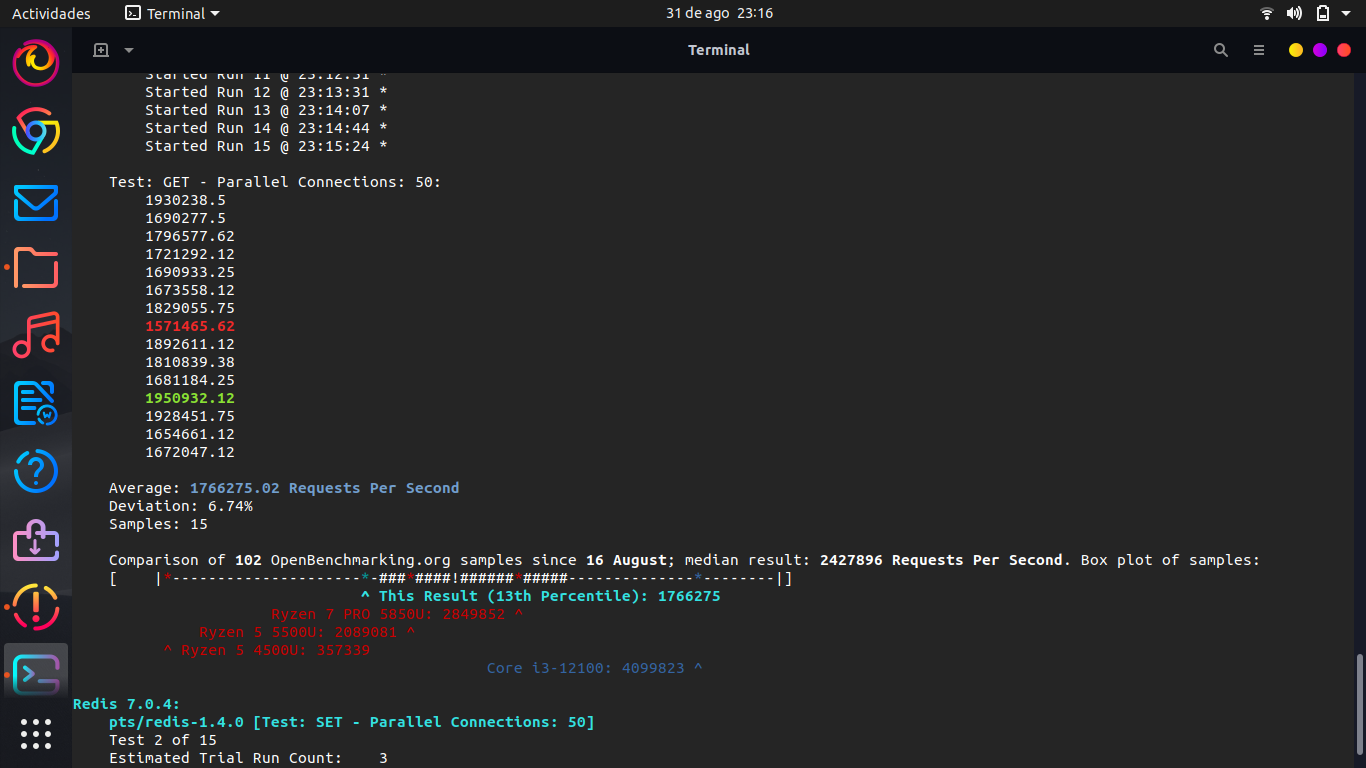 Actividades
Terminal
31 de ago 23:16
Terminal
Started Run 11 @ 23:12:51 *
Started Run 12 @ 23:13:31 *
Started Run 13 @ 23:14:07 *
Started Run 14 @ 23:14:44 *
Started Run 15 @ 23:15:24 *
Test: GET - Parallel Connections: 50:
1930238.5
1690277.5
1796577.62
1721292.12
1690933.25
1673558.12
1829055.75
1571465.62
1892611.12
1810839.38
1681184.25
1950932.12
1928451.75
1654661.12
1672047.12
Average: 1766275.02 Requests Per Second
Deviation: 6.74%
Samples: 15
Comparison of 102 OpenBenchmarking.org samples since 16 August; median result: 2427896 Requests Per Second. Box plot of samples:
[    |*---------------------*-###*####!######*#####--------------*--------|]
^ This Result (13th Percentile): 1766275
Ryzen 7 PRO 5850U: 2849852 ^
Ryzen 5 5500U: 2089081 ^
^ Ryzen 5 4500U: 357339
Core i3-12100: 4099823 ^
Redis 7.0.4:
pts/redis-1.4.0 [Test: SET - Parallel Connections: 50]
Test 2 of 15
Estimated Trial Run Count:    3